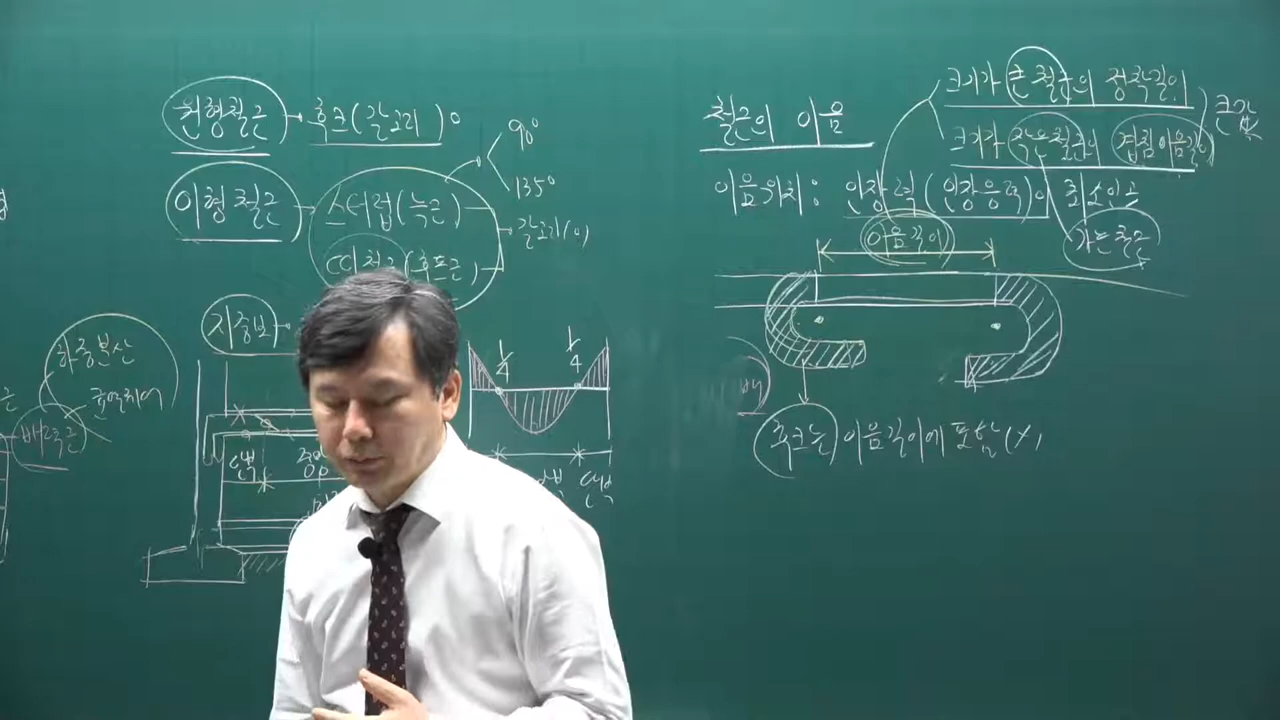 원형철근 → 후크(갈고리) 0
이형철근
스터럽(늑근)
띠철근(후프근)
90°
135°
갈고리(0)
지중보
하중분산
균열제어
배력근
1/4
1/4
철근의 이음
크기가 큰 철근의 정착길이
크기가 작은 철근의 겹침이음길이
큰 값
이음위치: 인장력(인장응력)이 최소인곳
가는 철근
이음길이
후크는 이음길이에 포함(X)